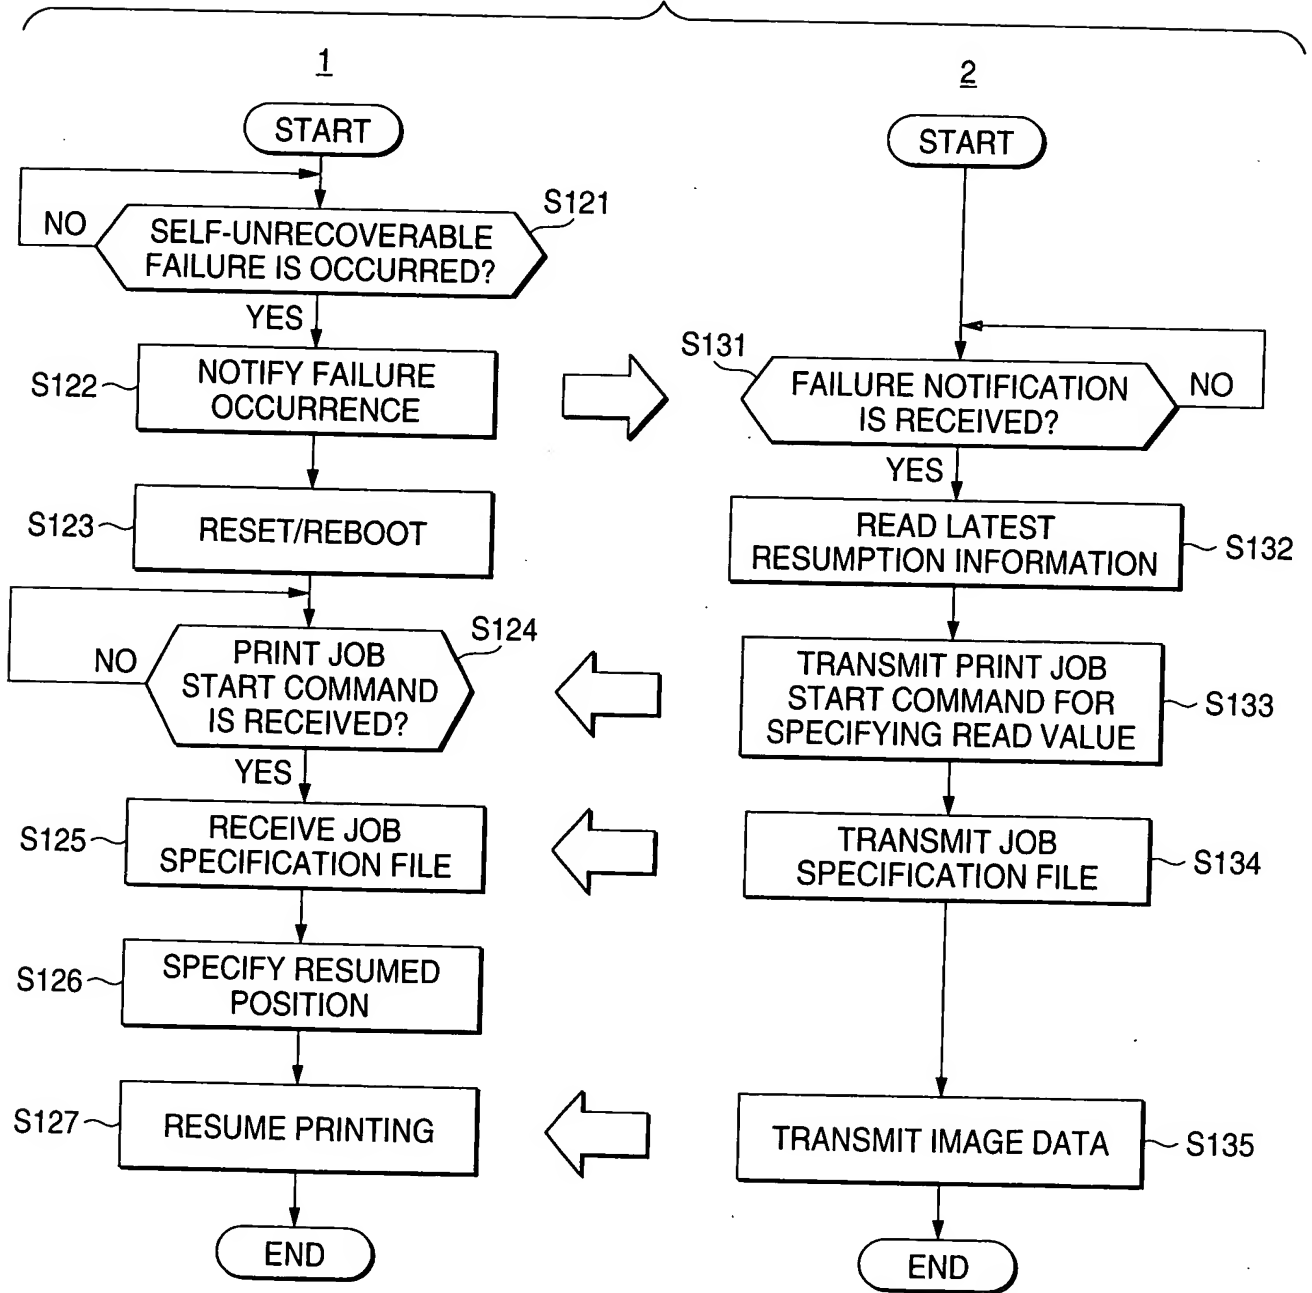 1
START
S121
NO
SELF-UNRECOVERABLE
FAILURE IS OCCURRED?
YES
S122
NOTIFY FAILURE
OCCURRENCE
S123
RESET/REBOOT
S124
NO
PRINT JOB
START COMMAND
IS RECEIVED?
YES
S125
RECEIVE JOB
SPECIFICATION FILE
S126
SPECIFY RESUMED
POSITION
S127
RESUME PRINTING
END
2
START
S131
FAILURE NOTIFICATION
IS RECEIVED?
NO
YES
READ LATEST
RESUMPTION INFORMATION
S132
TRANSMIT PRINT JOB
START COMMAND FOR
SPECIFYING READ VALUE
S133
TRANSMIT JOB
SPECIFICATION FILE
S134
TRANSMIT IMAGE DATA
S135
END